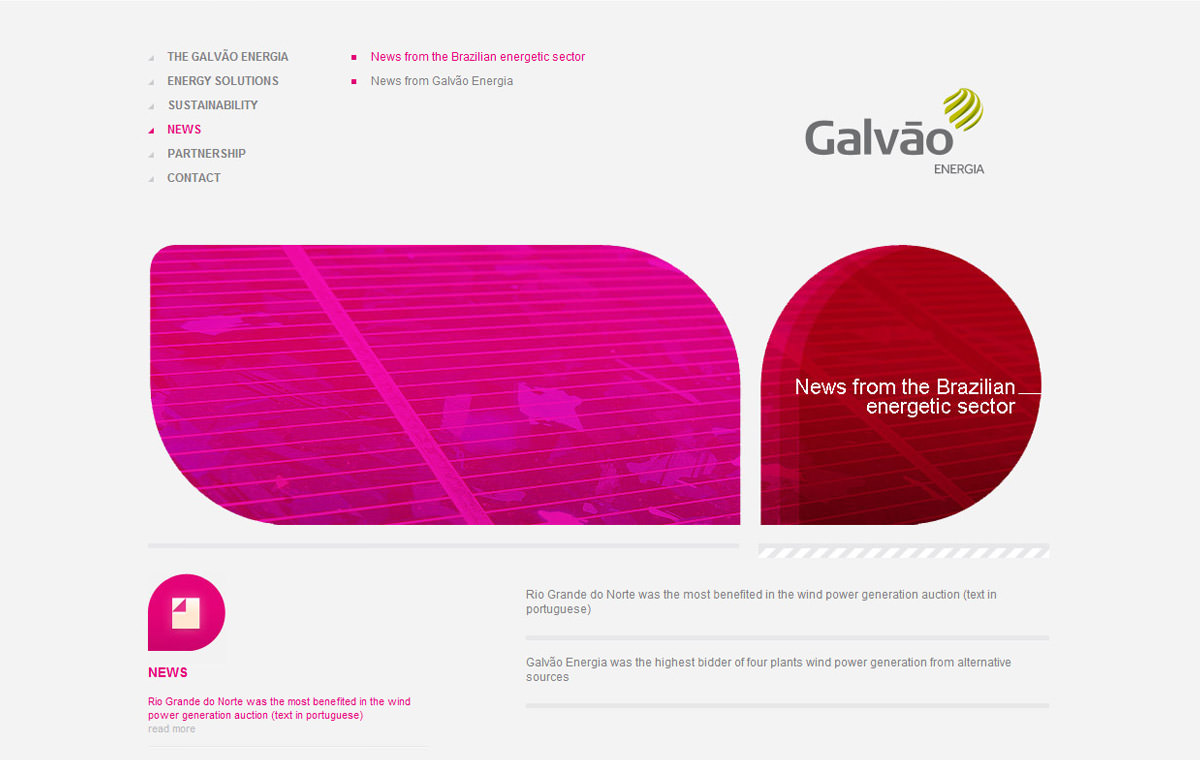 THE GALVÃO ENERGIA
ENERGY SOLUTIONS
SUSTAINABILITY
NEWS
PARTNERSHIP
CONTACT
News from the Brazilian energetic sector
News from Galvão Energia
Galvão
ENERGIA
News from the Brazilian
energetic sector
NEWS
Rio Grande do Norte was the most benefited in the wind
power generation auction (text in portuguese)
read more
Rio Grande do Norte was the most benefited in the wind power generation auction (text in
portuguese)
Galvão Energia was the highest bidder of four plants wind power generation from alternative
sources